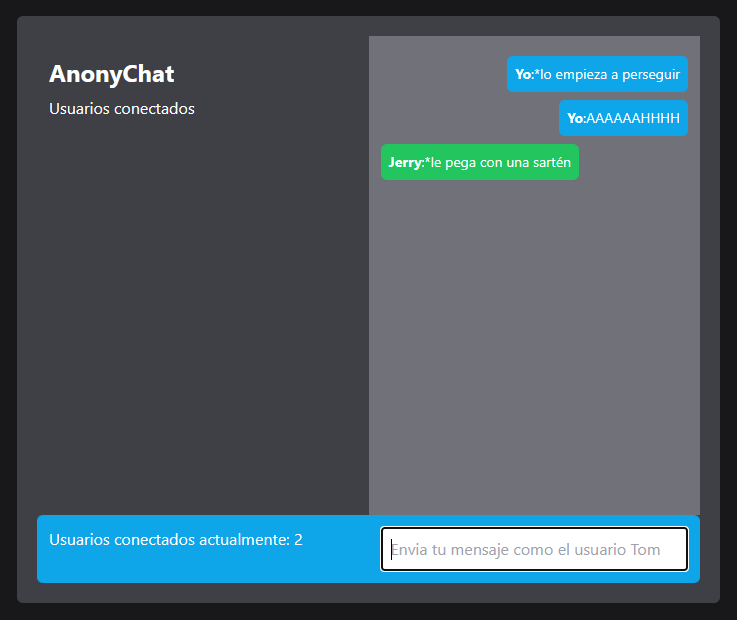 AnonyChat
Usuarios conectados
Yo:*lo empieza a perseguir
Yo:AAAAAAHHHH
Jerry:*le pega con una sartén
Usuarios conectados actualmente: 2
Envia tu mensaje como el usuario Tom